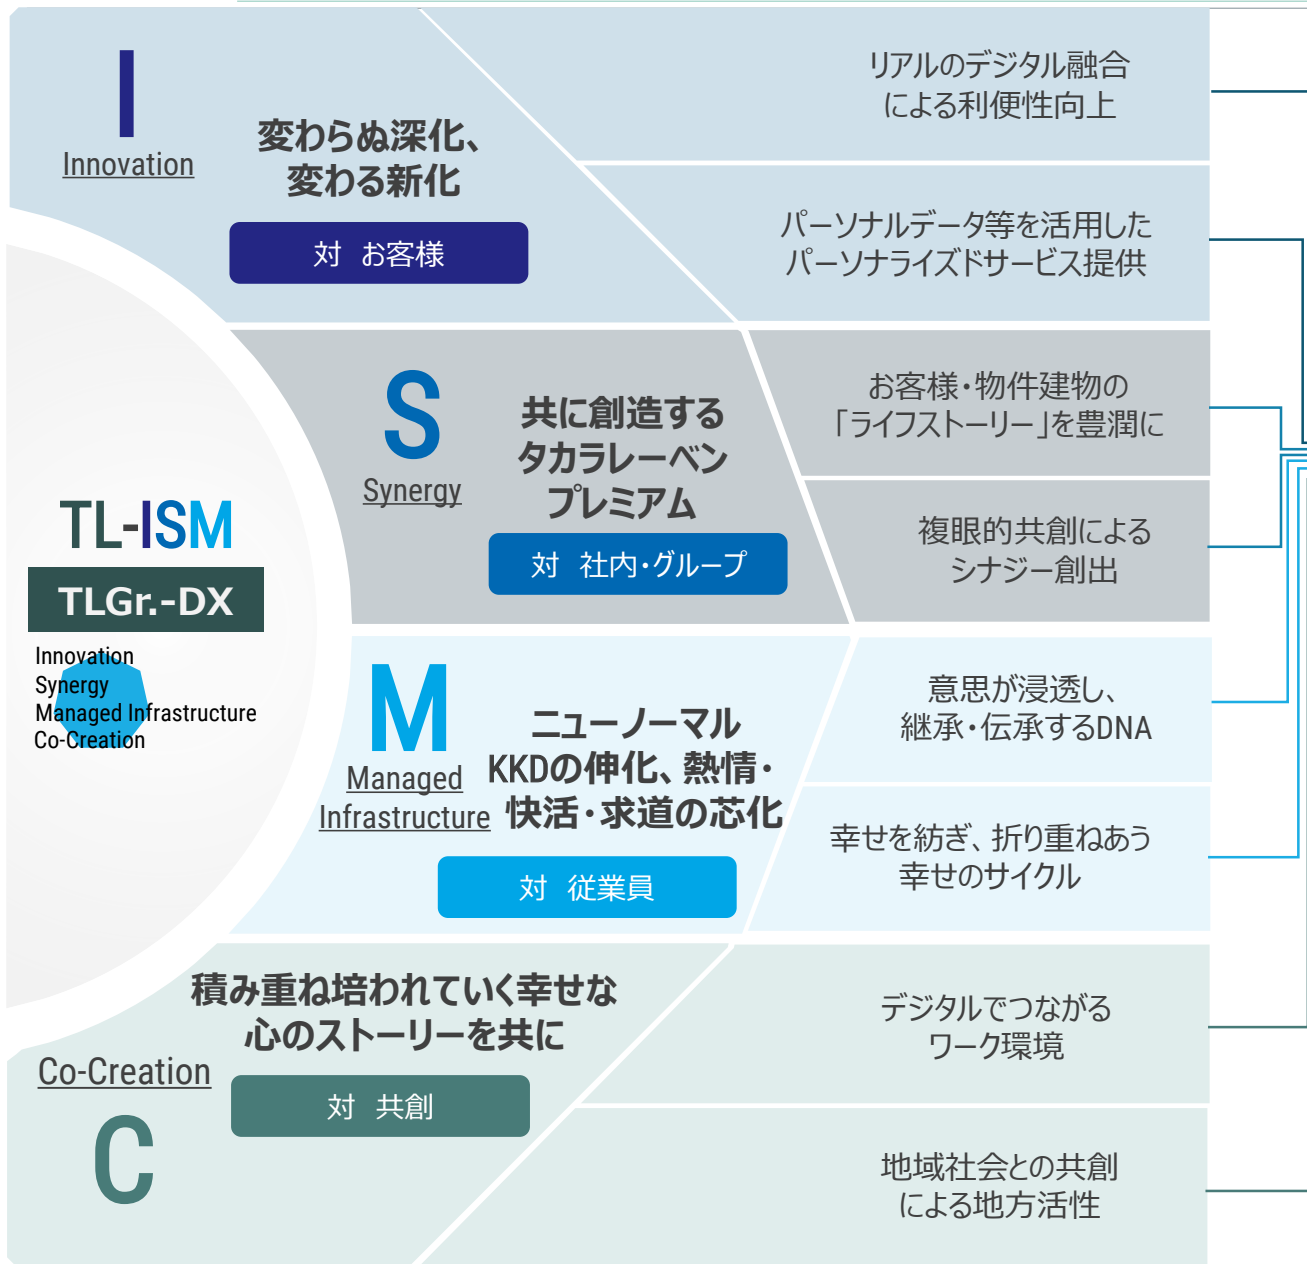 I
Innovation
変わらぬ深化、
変わる新化
対 お客様
リアルのデジタル融合
による利便性向上
パーソナルデータ等を活用した
パーソナライズドサービス提供
S
Synergy
共に創造する
タカラレーベン
プレミアム
対 社内・グループ
お客様・物件建物の
「ライフストーリー」を豊潤に
複眼的共創による
シナジー創出
TL-ISM
TLGr.-DX
Innovation
Synergy
Managed Infrastructure
Co-Creation
M
Managed
Infrastructure
ニューノーマル
KKDの伸化、熱情・
快活・求道の芯化
対 従業員
意思が浸透し、
継承・伝承するDNA
幸せを紡ぎ、折り重ねあう
幸せのサイクル
積み重ね培われていく幸せな
心のストーリーを共に
Co-Creation
C
対 共創
デジタルでつながる
ワーク環境
地域社会との共創
による地方活性